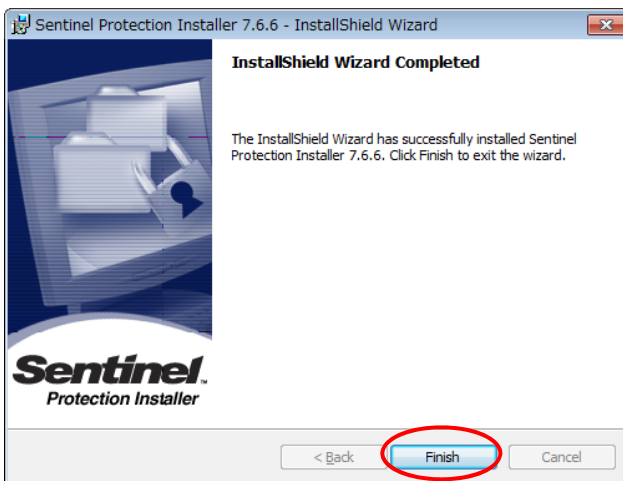 Sentinel Protection Installer 7.6.6 - InstallShield Wizard
InstallShield Wizard Completed
The InstallShield Wizard has successfully installed Sentinel
Protection Installer 7.6.6. Click Finish to exit the wizard.
Sentinel™
Protection Installer
< Back
Finish
Cancel